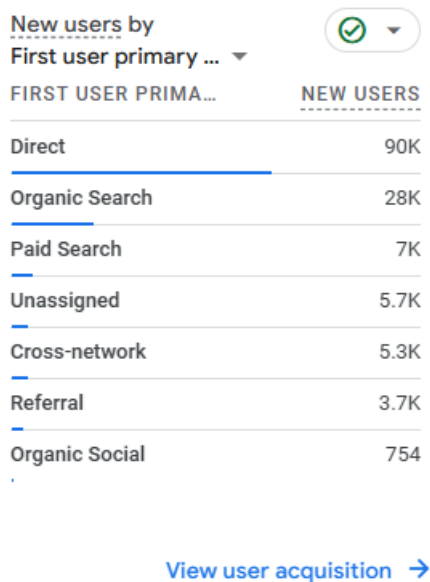 New users by
First user primary ...
FIRST USER PRIMA... NEW USERS
Direct 90K
Organic Search 28K
Paid Search 7K
Unassigned 5.7K
Cross-network 5.3K
Referral 3.7K
Organic Social 754
View user acquisition →